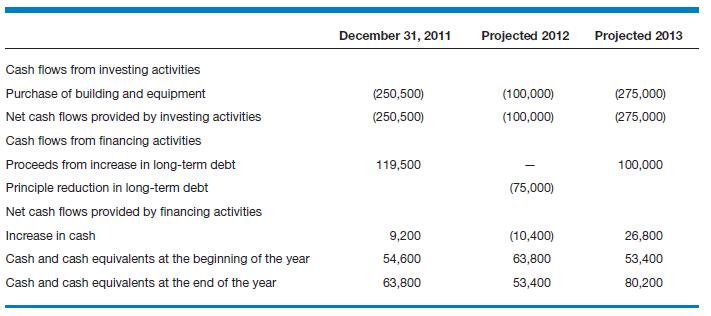 December 31, 2011 Projected 2012 Projected 2013
Cash flows from investing activities
Purchase of building and equipment (250,500) (100,000) (275,000)
Net cash flows provided by investing activities (250,500) (100,000) (275,000)
Cash flows from financing activities
Proceeds from increase in long-term debt 119,500 — 100,000
Principle reduction in long-term debt (75,000)
Net cash flows provided by financing activities
Increase in cash 9,200 (10,400) 26,800
Cash and cash equivalents at the beginning of the year 54,600 63,800 53,400
Cash and cash equivalents at the end of the year 63,800 53,400 80,200